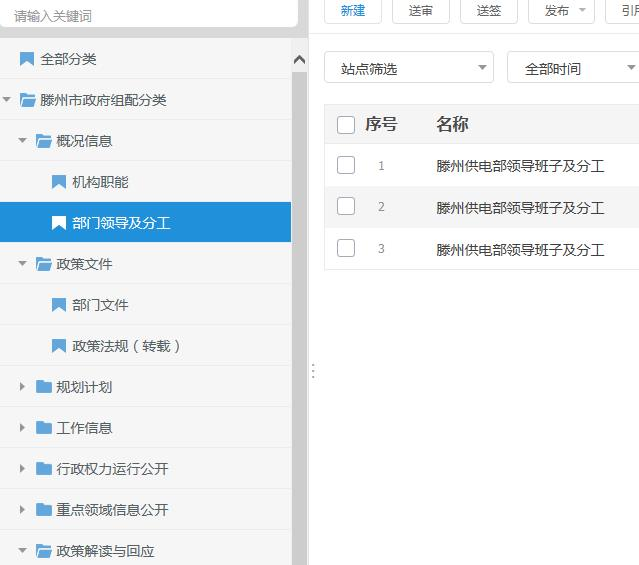 请输入关键词
全部分类
滕州市政府组配分类
概况信息
机构职能
部门领导及分工
政策文件
部门文件
政策法规（转载）
规划计划
工作信息
行政权力运行公开
重点领域信息公开
政策解读与回应
新建 送审 送签 发布 引用
站点筛选 全部时间
序号 名称
1 滕州供电部领导班子及分工
2 滕州供电部领导班子及分工
3 滕州供电部领导班子及分工